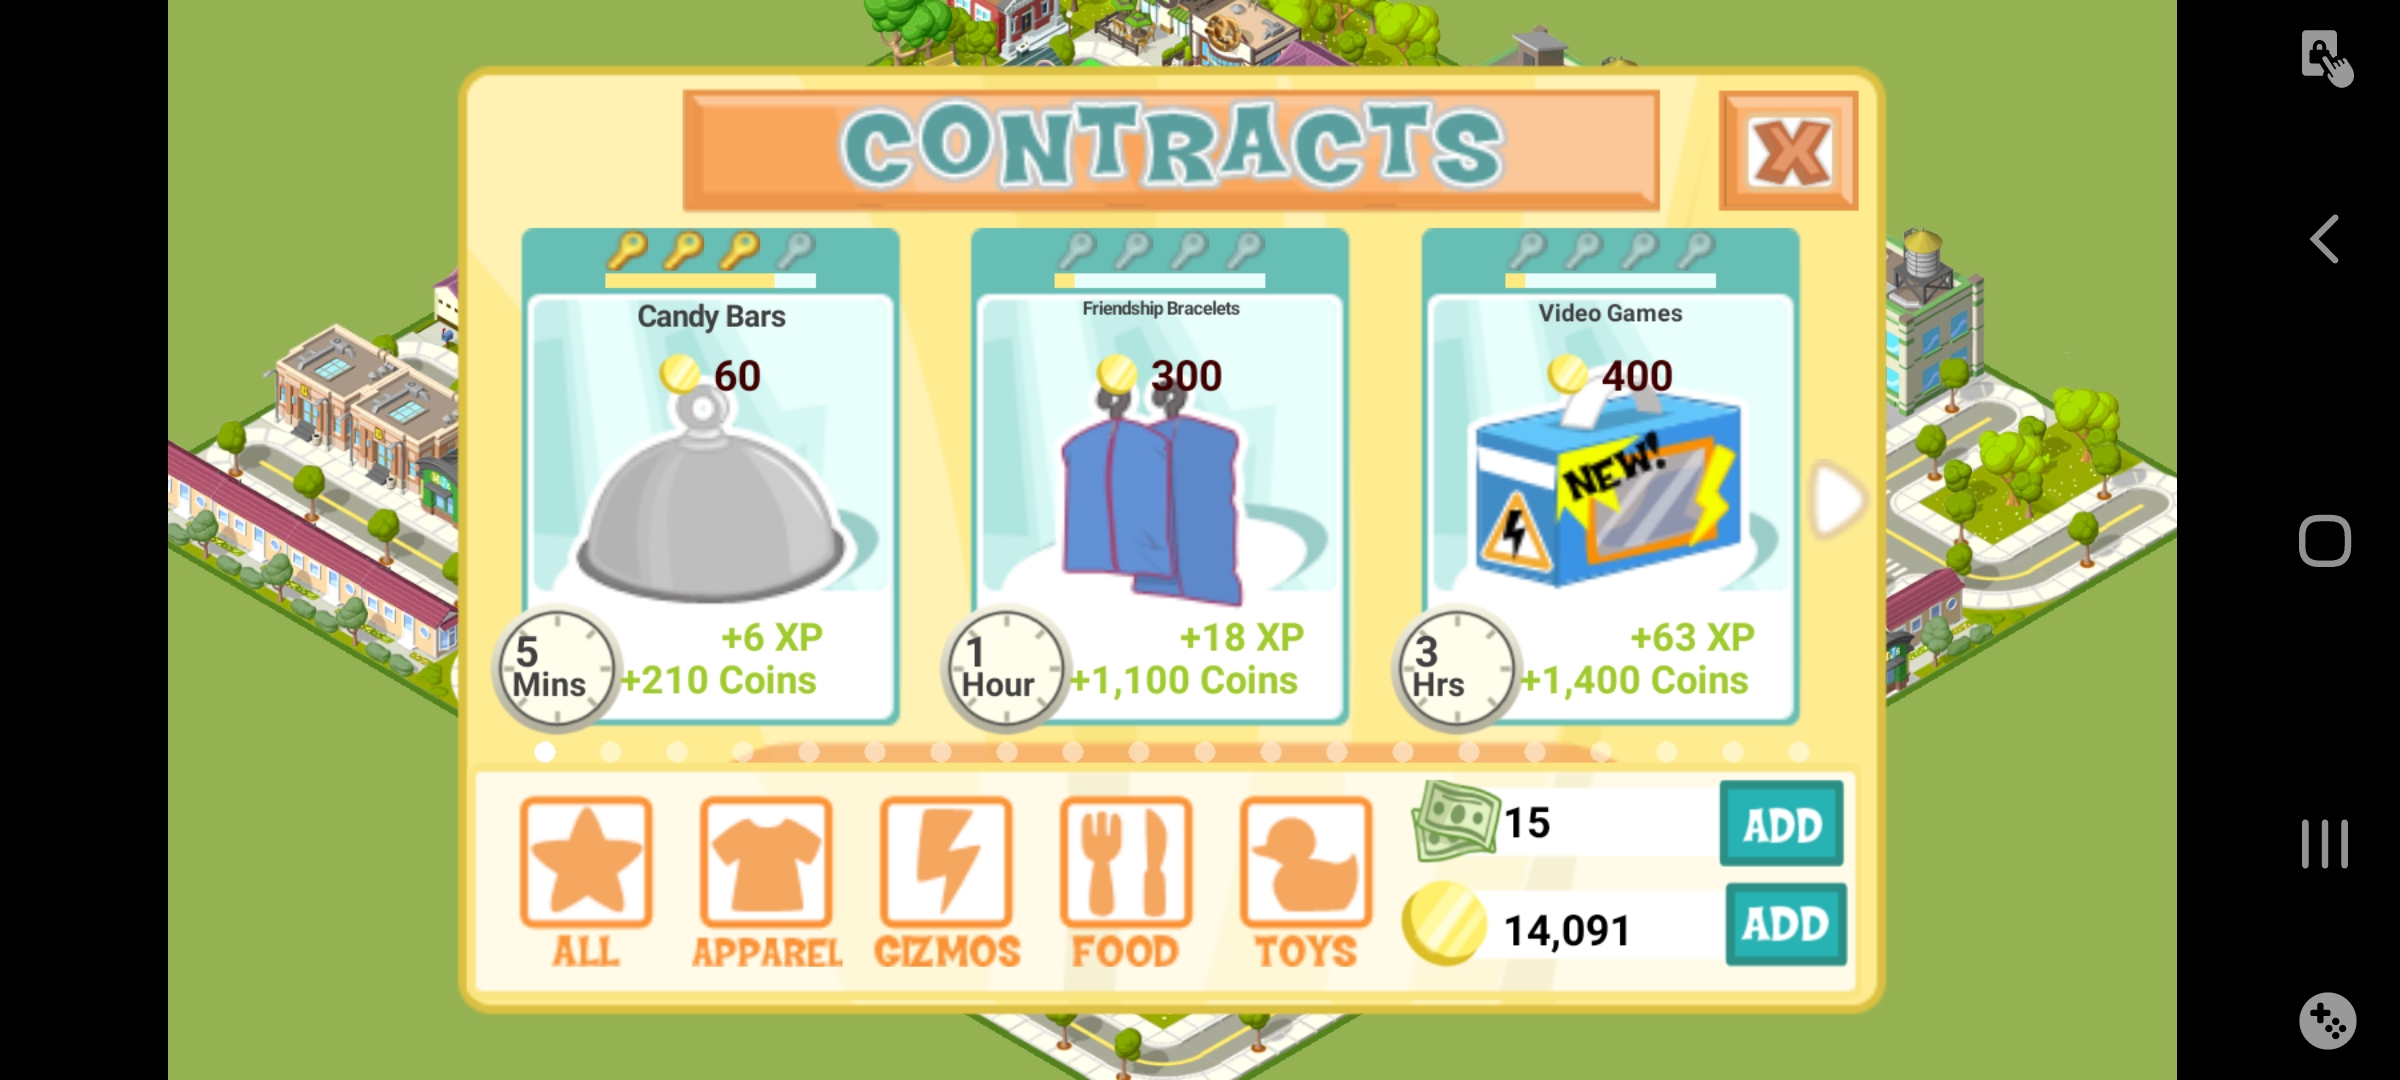 CONTRACTS
X
Candy Bars
60
5
Mins
+6 XP
+210 Coins
Friendship Bracelets
300
1
Hour
+18 XP
+1,100 Coins
Video Games
400
NEW!
3
Hrs
+63 XP
+1,400 Coins
ALL
APPAREL
GIZMOS
FOOD
TOYS
15
ADD
14,091
ADD